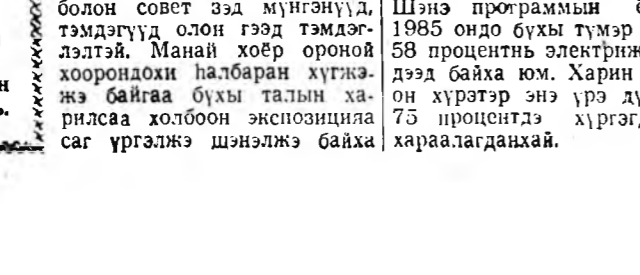 болон совет зэд мүнгэнүүд,
тэмдэгүүд олон гээд тэмдэг-
лэлтэй. Манай хоёр ороной
хоорондохи һалбаран хүгжэ-
жэ байгаа бүхы талын ха-
рилсаа холбоон экспозицияа
саг үргэлжэ шэнэлжэ байха
Шэнэ программын
1985 ондо бүхы түмэр
58 процентнь электриж
дээд байха юм. Харин
он хүрэтэр энэ үрэ дү
75 процентдэ хүргэг
хараалагданхай.